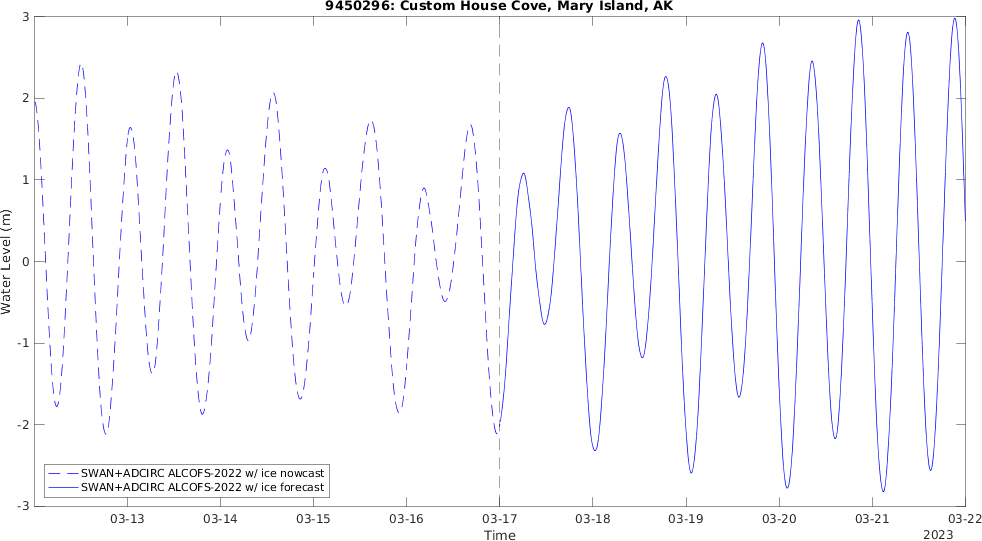 9450296: Custom House Cove, Mary Island, AK
3
2
1
0
-1
-2
-3
Water Level (m)
SWAN+ADCIRC ALCOFS-2022 w/ ice nowcast
SWAN+ADCIRC ALCOFS-2022 w/ ice forecast
03-13 03-14 03-15 03-16 03-17 03-18 03-19 03-20 03-21 03-22
Time 2023